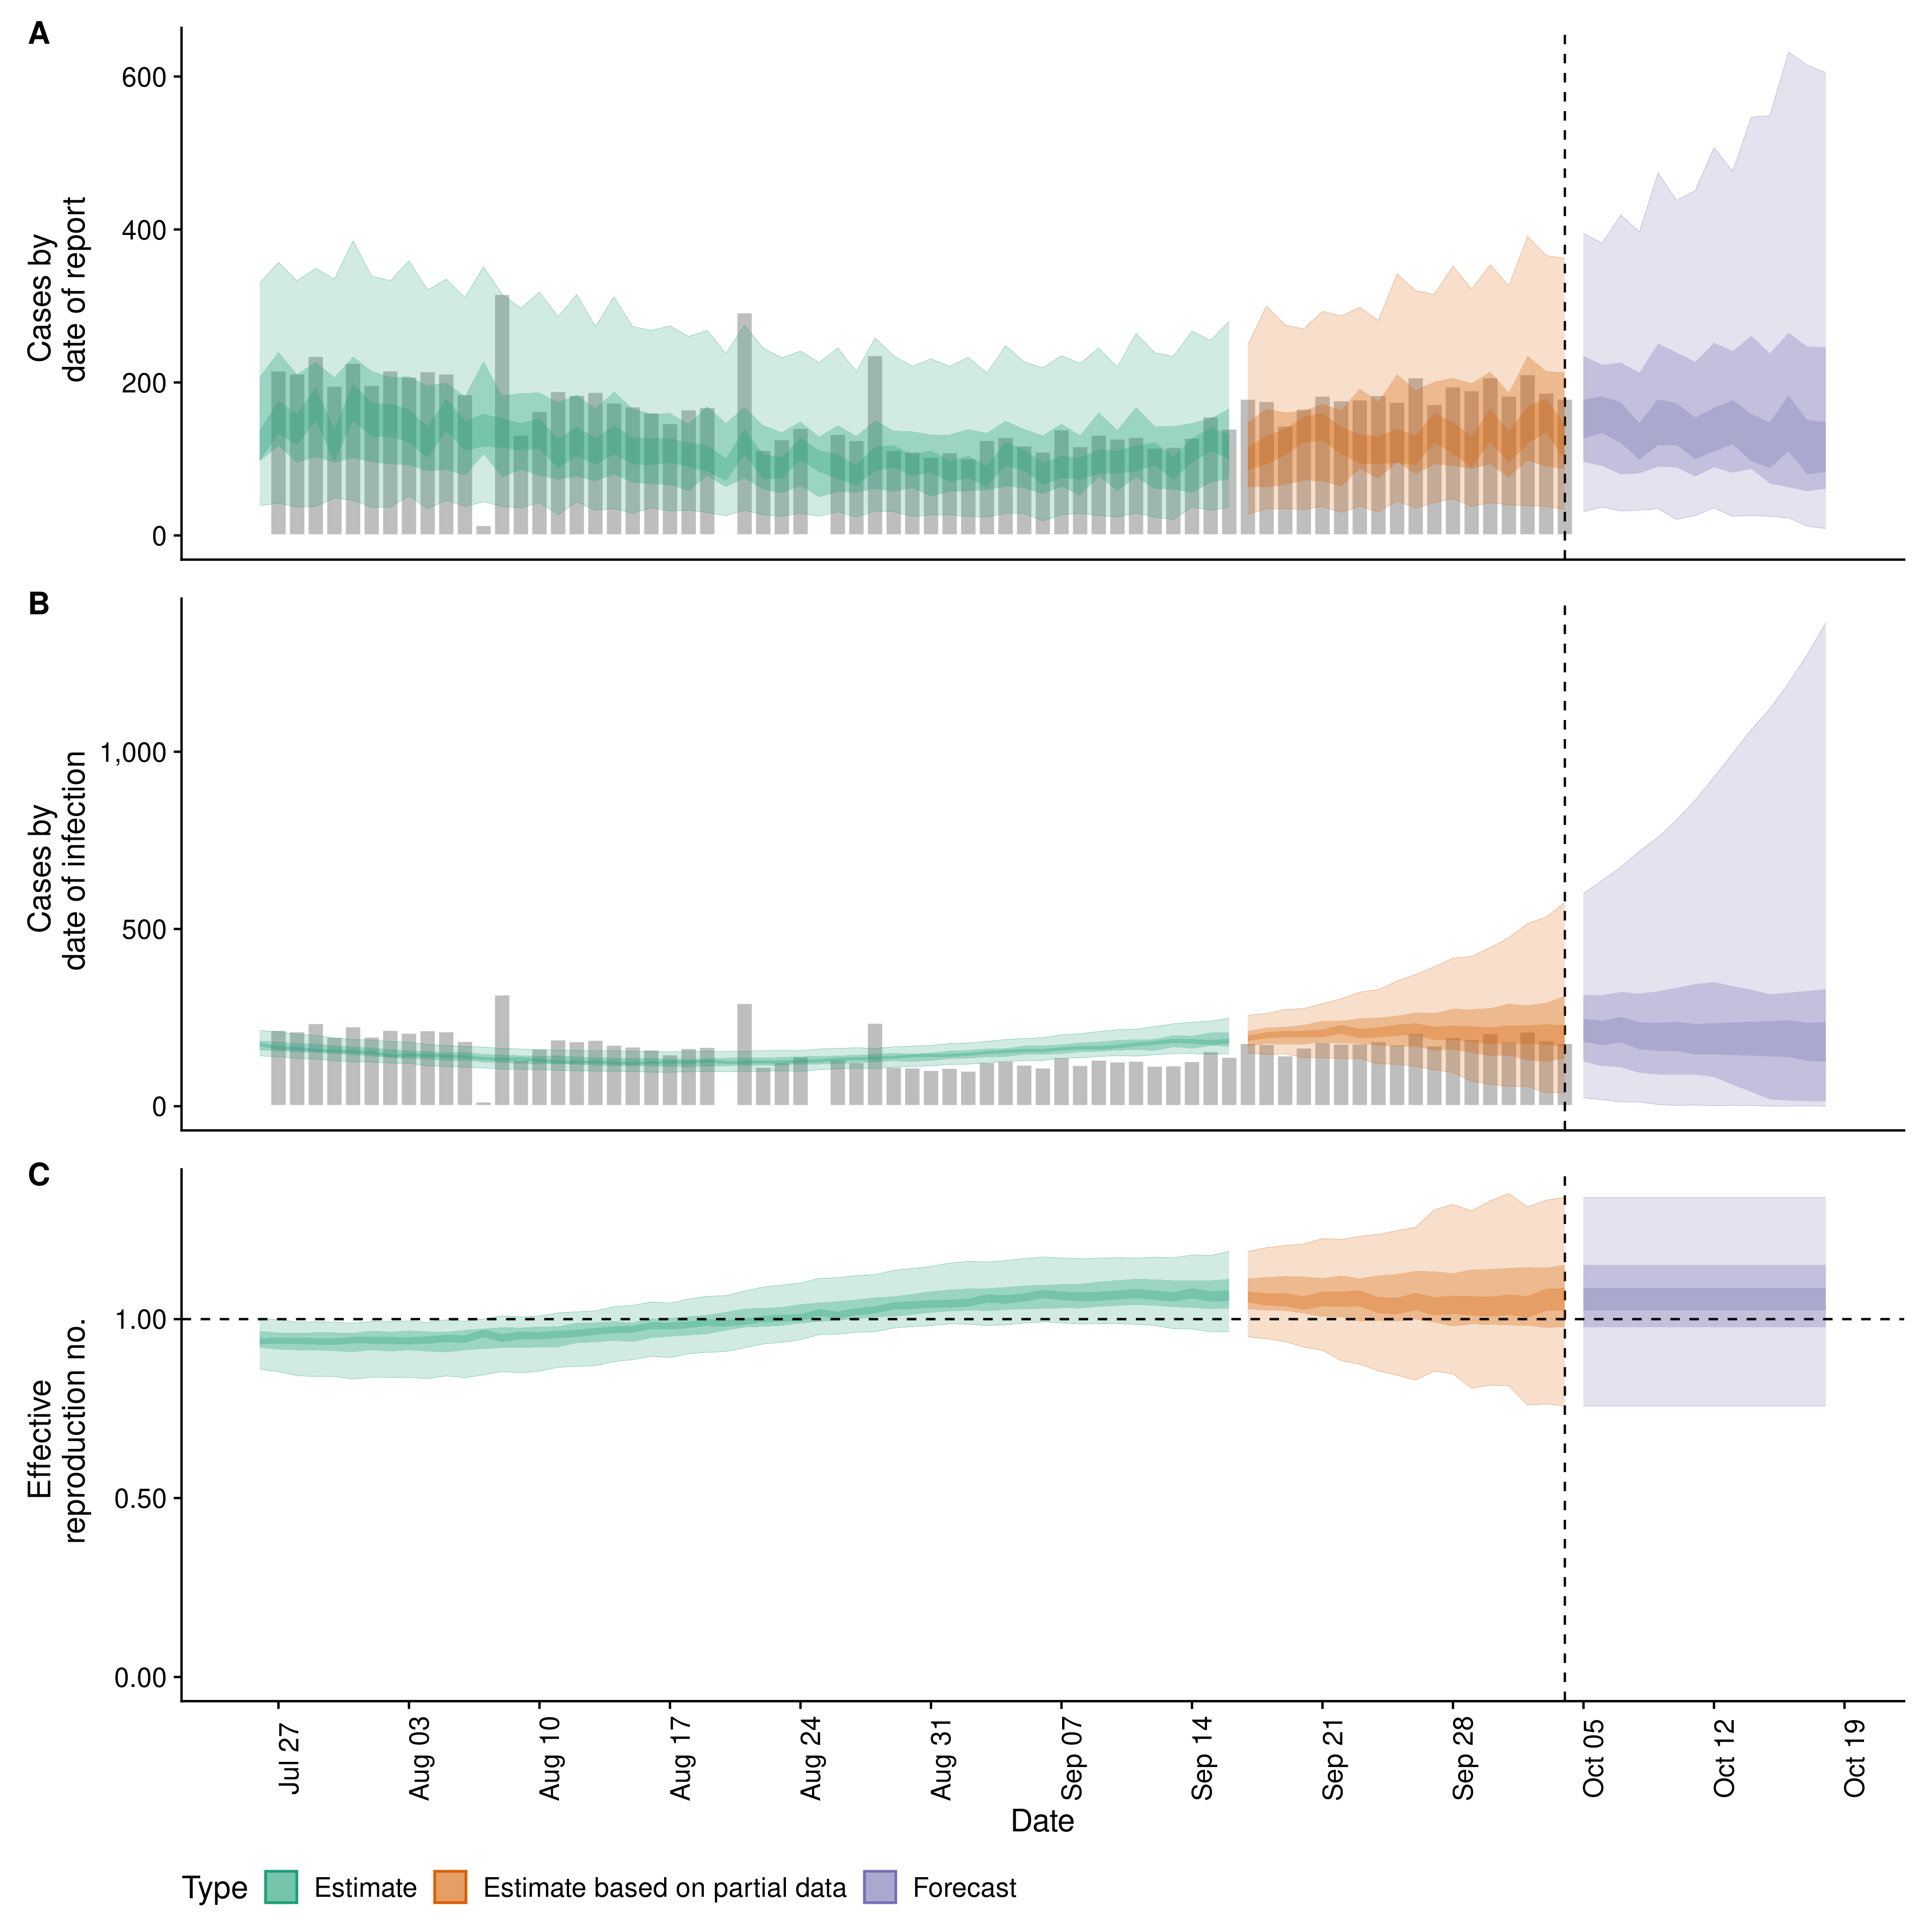 A
Cases by
date of report
600
400
200
0
B
Cases by
date of infection
1,000
500
0
C
Effective
reproduction no.
1.00
0.50
0.00
Jul 27
Aug 03
Aug 10
Aug 17
Aug 24
Aug 31
Sep 07
Sep 14
Sep 21
Sep 28
Oct 05
Oct 12
Oct 19
Date
Type Estimate Estimate based on partial data Forecast